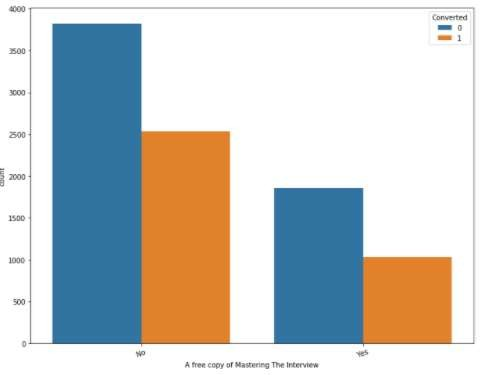 4000
3500
3000
2500
2000
1500
1000
500
0
count
Converted
0
1
No
Yes
A free copy of Mastering The Interview